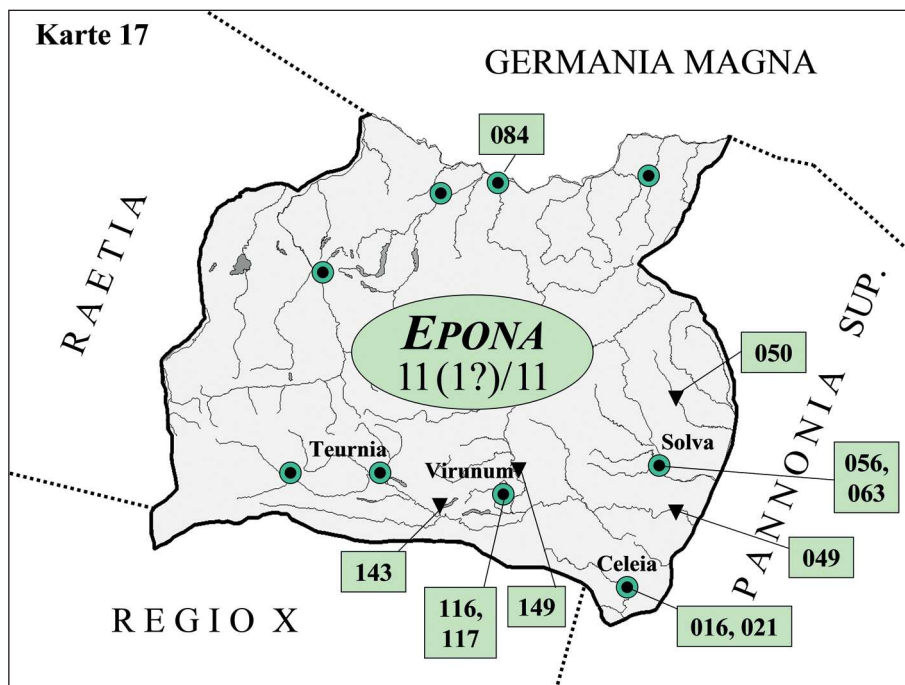 Karte 17
GERMANIA MAGNA
084
RAETIA
EPONA
11(1?)/11
PANNONIA SUP.
050
Teurnia
Virunum
Solva
056,
063
143
116,
117
149
049
Celeia
016, 021
REGIO X